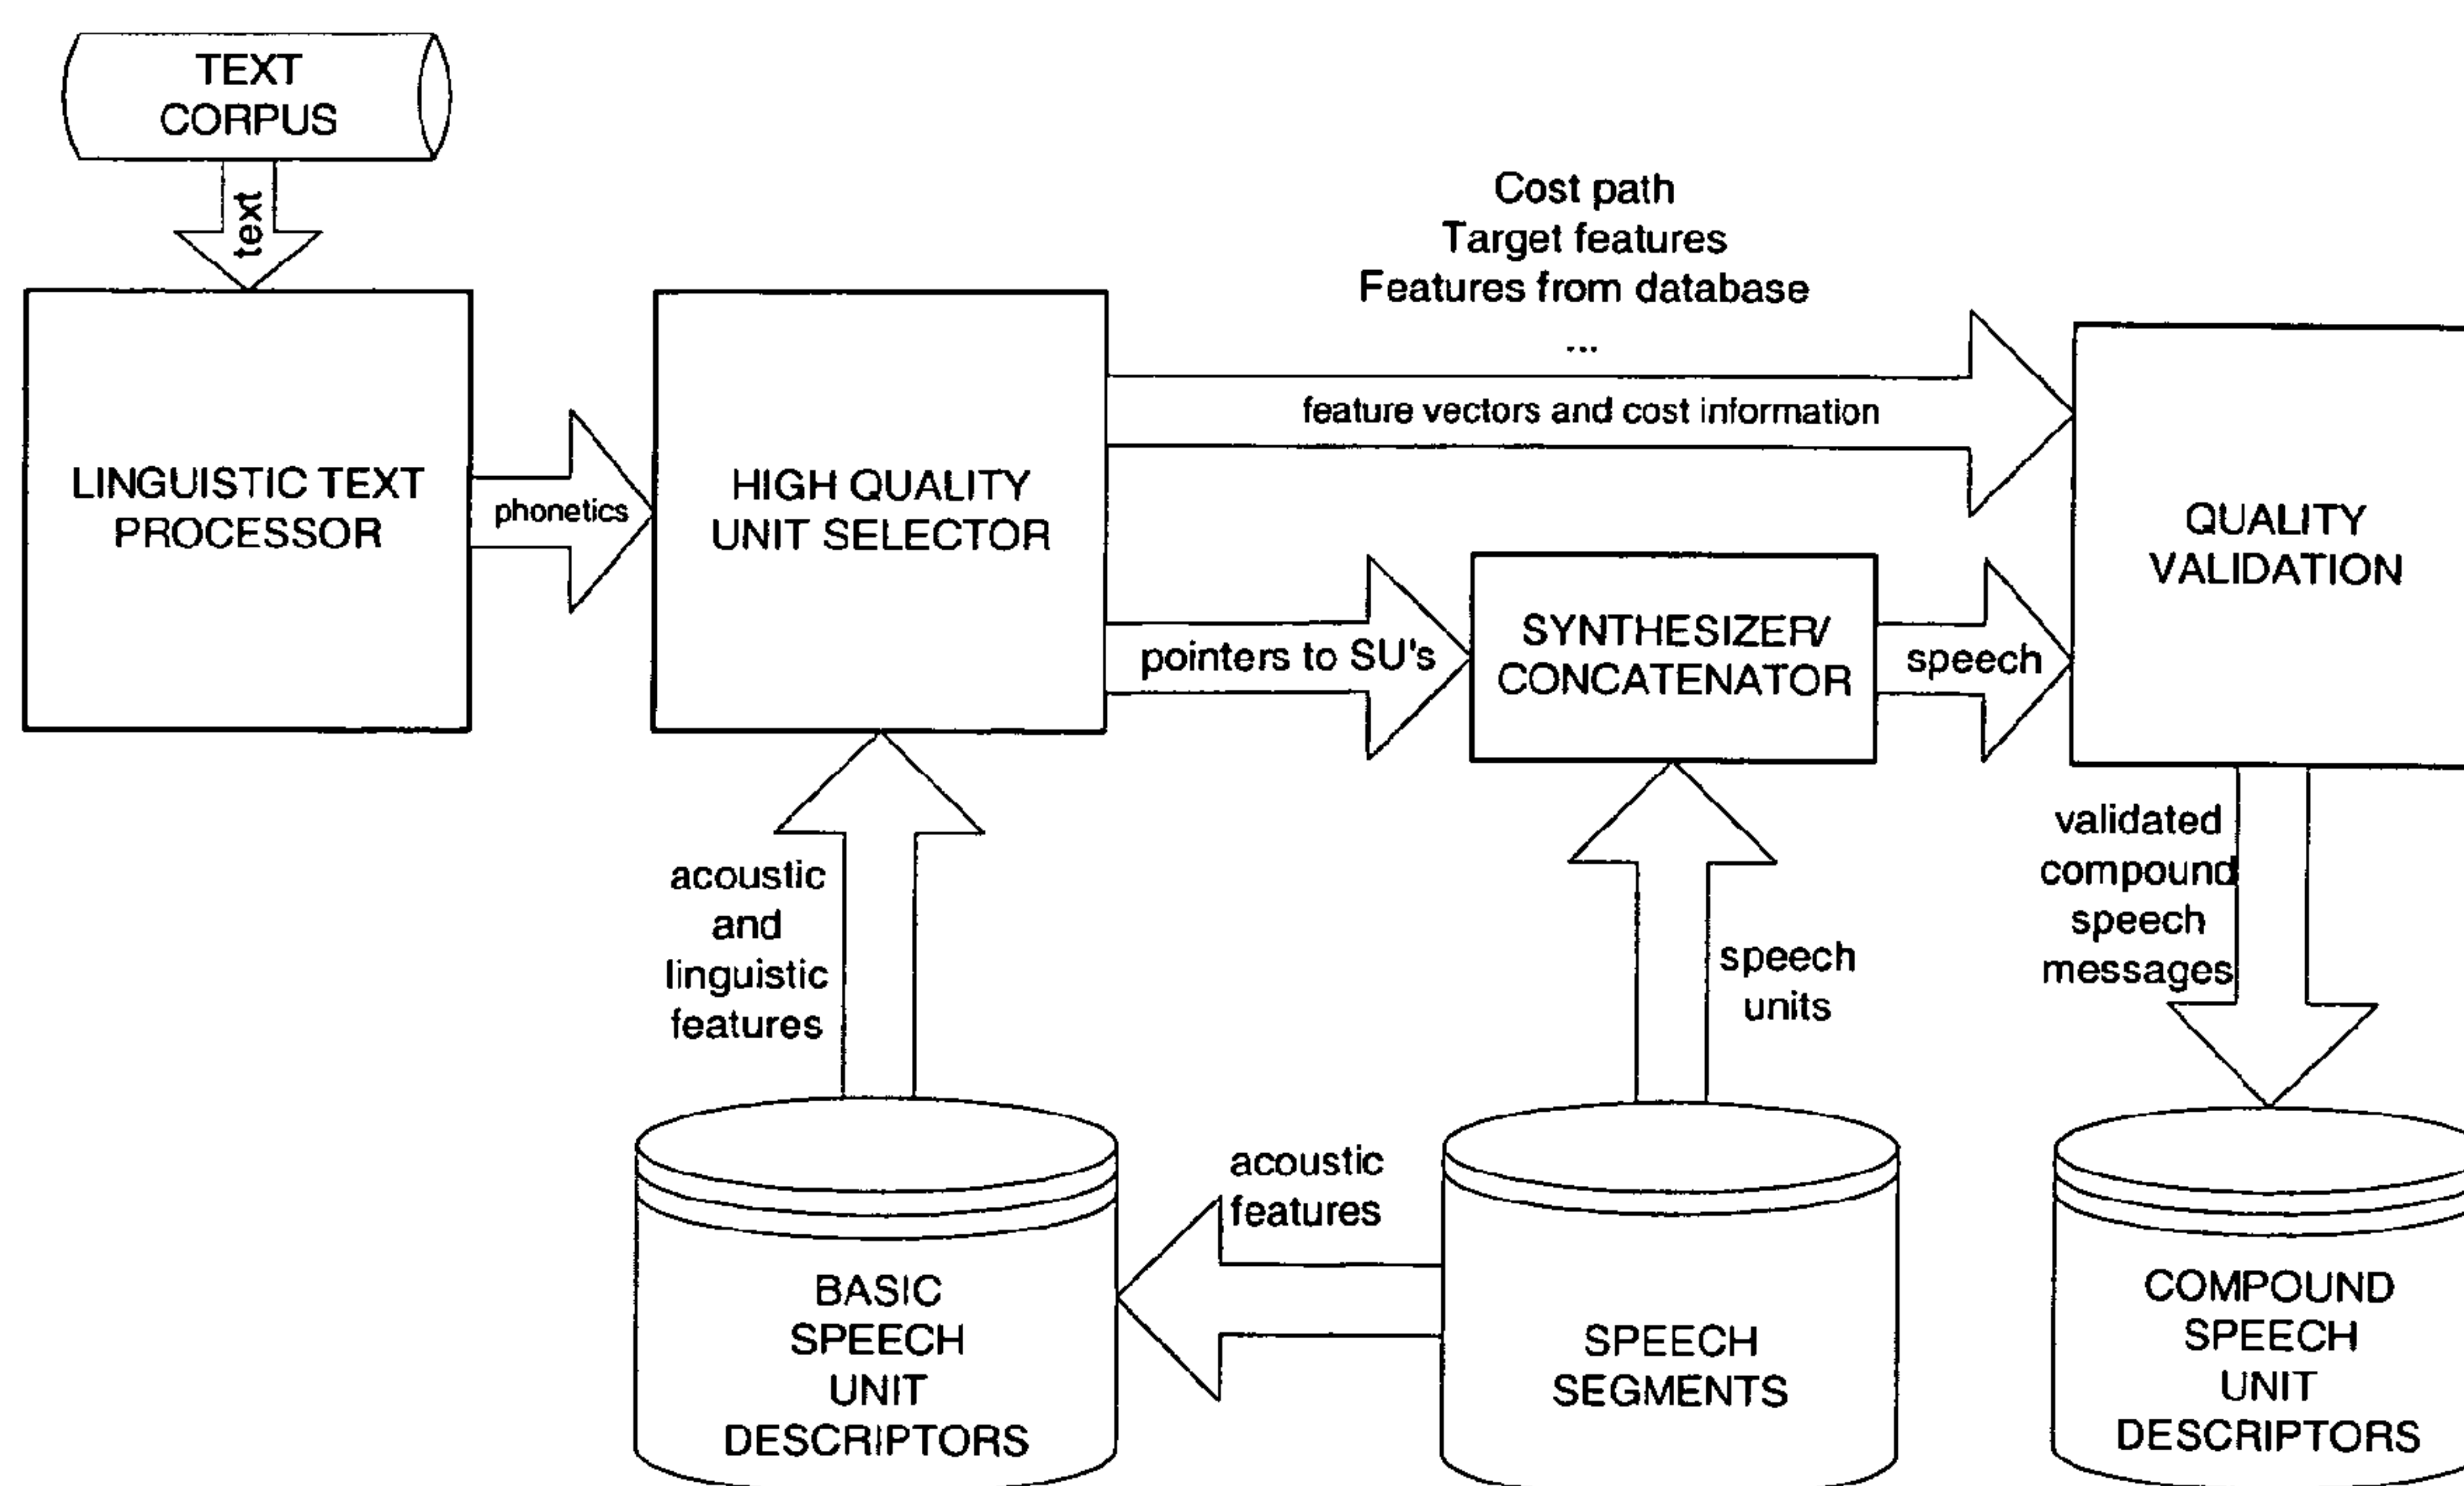 TEXT
CORPUS
text
Cost path
Target features
Features from database
...
feature vectors and cost information
LINGUISTIC TEXT
PROCESSOR
phonetics
HIGH QUALITY
UNIT SELECTOR
QUALITY
VALIDATION
pointers to SU's
SYNTHESIZER/
CONCATENATOR
speech
acoustic
and
linguistic
features
speech
units
validated
compound
speech
messages
acoustic
features
BASIC
SPEECH
UNIT
DESCRIPTORS
SPEECH
SEGMENTS
COMPOUND
SPEECH
UNIT
DESCRIPTORS